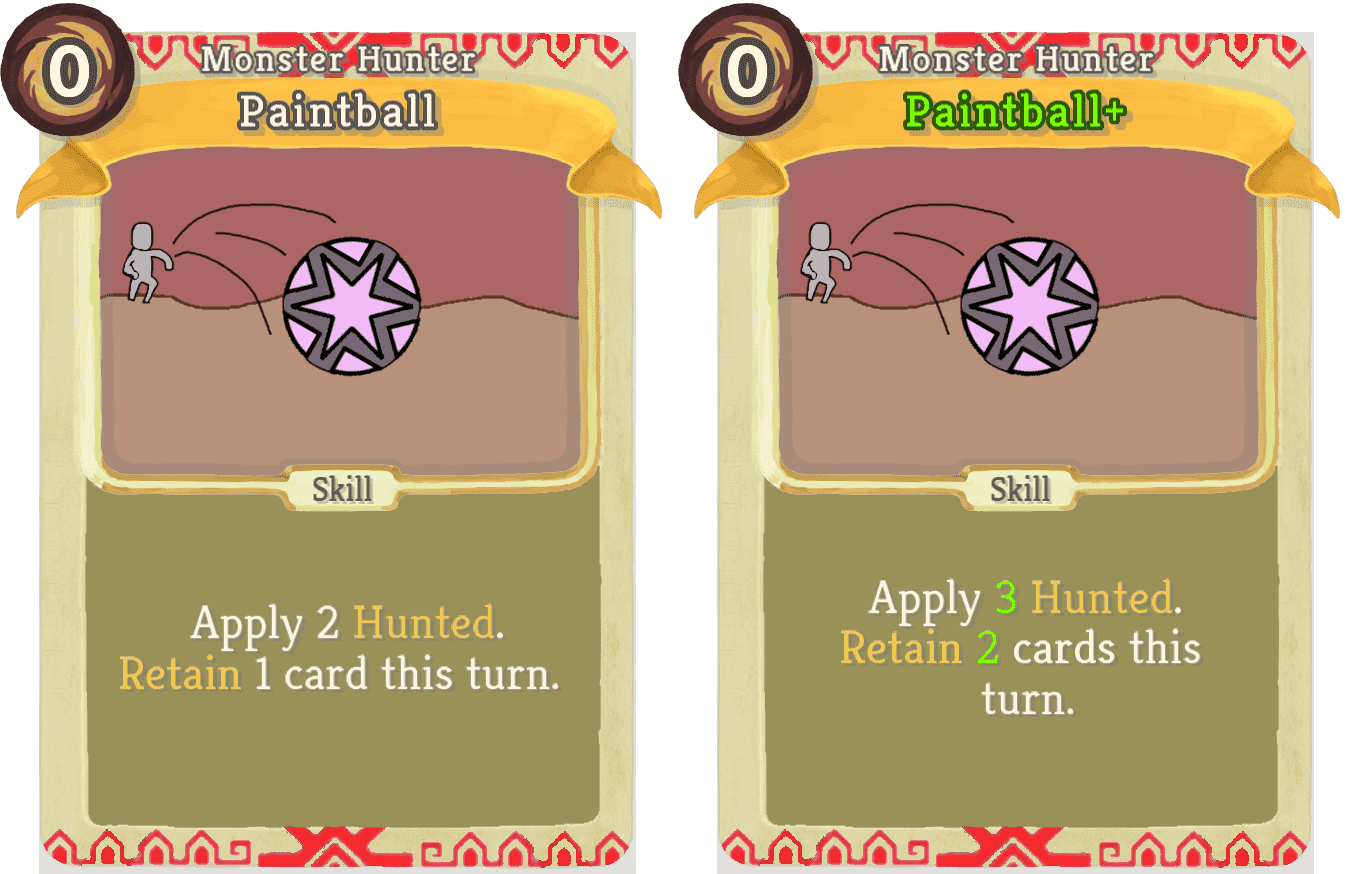 0
Monster Hunter
Paintball
Skill
Apply 2 Hunted.
Retain 1 card this turn.
0
Monster Hunter
Paintball+
Skill
Apply 3 Hunted.
Retain 2 cards this
turn.